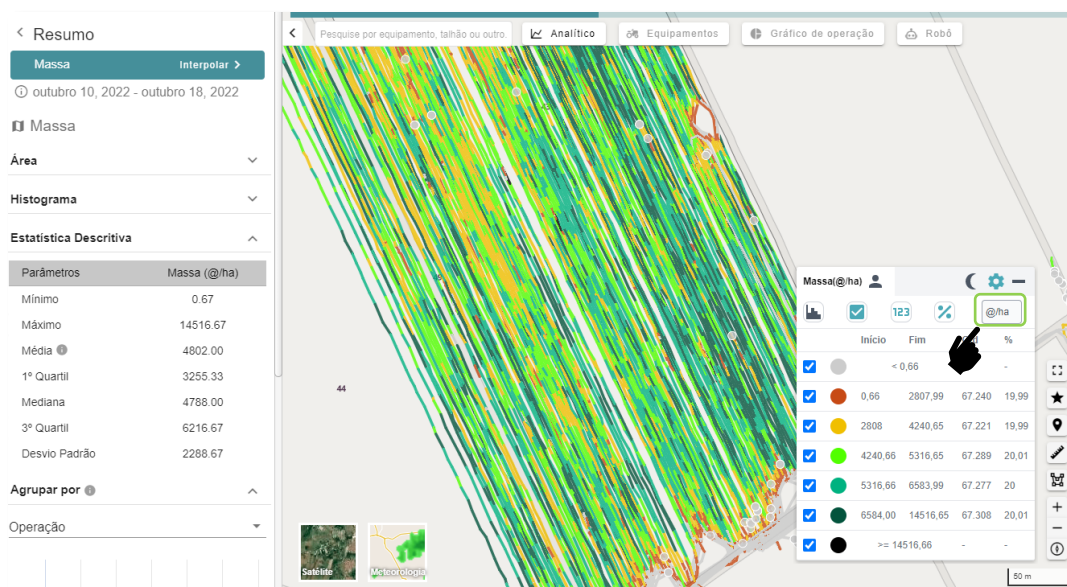 Resumo
Massa Interpolar >
outubro 10, 2022 - outubro 18, 2022
Massa
Área
Histograma
Estatística Descritiva
Parâmetros Massa (@/ha)
Mínimo 0.67
Máximo 14516.67
Média 4802.00
1º Quartil 3255.33
Mediana 4788.00
3º Quartil 6216.67
Desvio Padrão 2288.67
Agrupar por
Operação
Pesquise por equipamento, talhão ou outro.
Analítico
Equipamentos
Gráfico de operação
Robô
44
Satélite
Meteorologia
Massa(@/ha)
123 % @/ha
Início Fim %
< 0,66 -
0,66 2807,99 67.240 19,99
2808 4240,65 67.221 19,99
4240,66 5316,65 67.289 20,01
5316,66 6583,99 67.277 20
6584,00 14516,65 67.308 20,01
>= 14516,66 - -
50 m